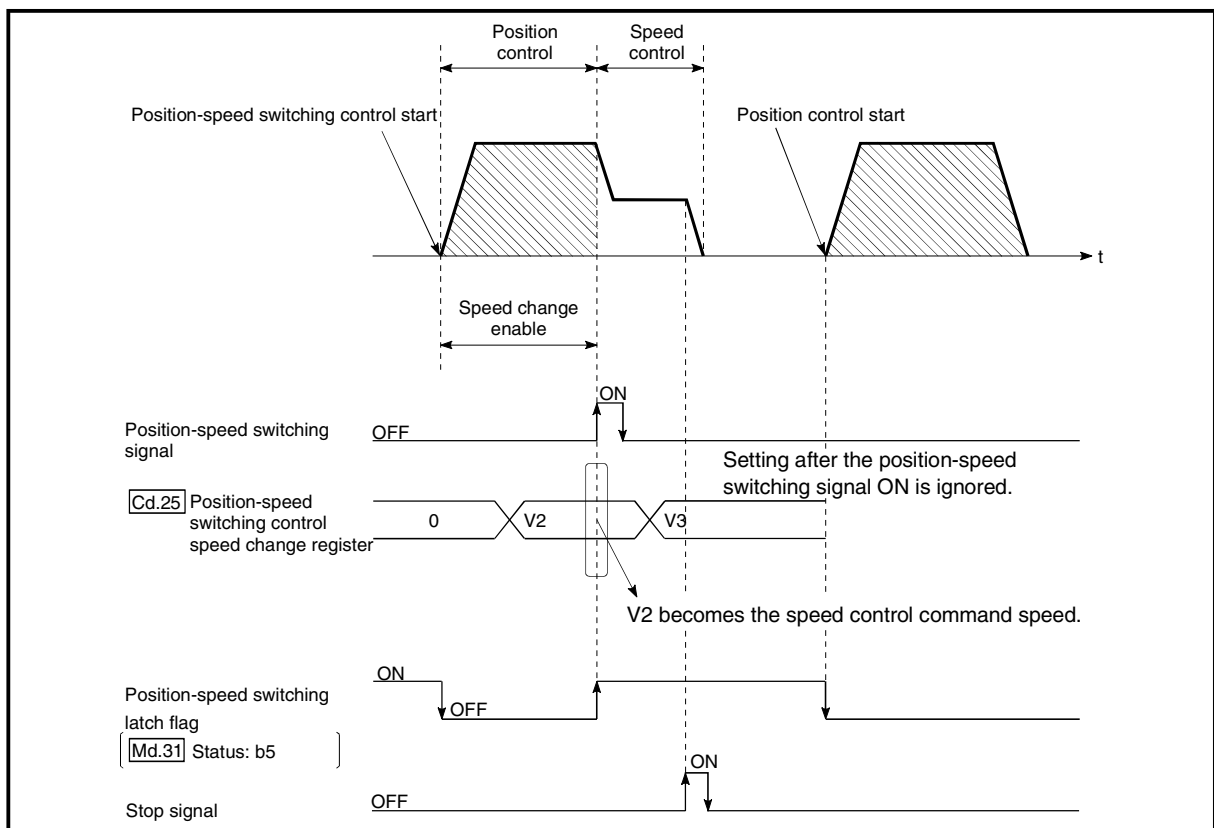 Position
control
Speed
control
Position-speed switching control start
Position control start
t
Speed change
enable
ON
Position-speed switching
signal
OFF
Setting after the position-speed
switching signal ON is ignored.
Cd.25 Position-speed
switching control
speed change register
0
V2
V3
V2 becomes the speed control command speed.
ON
Position-speed switching
latch flag
OFF
Md.31 Status: b5
ON
Stop signal
OFF